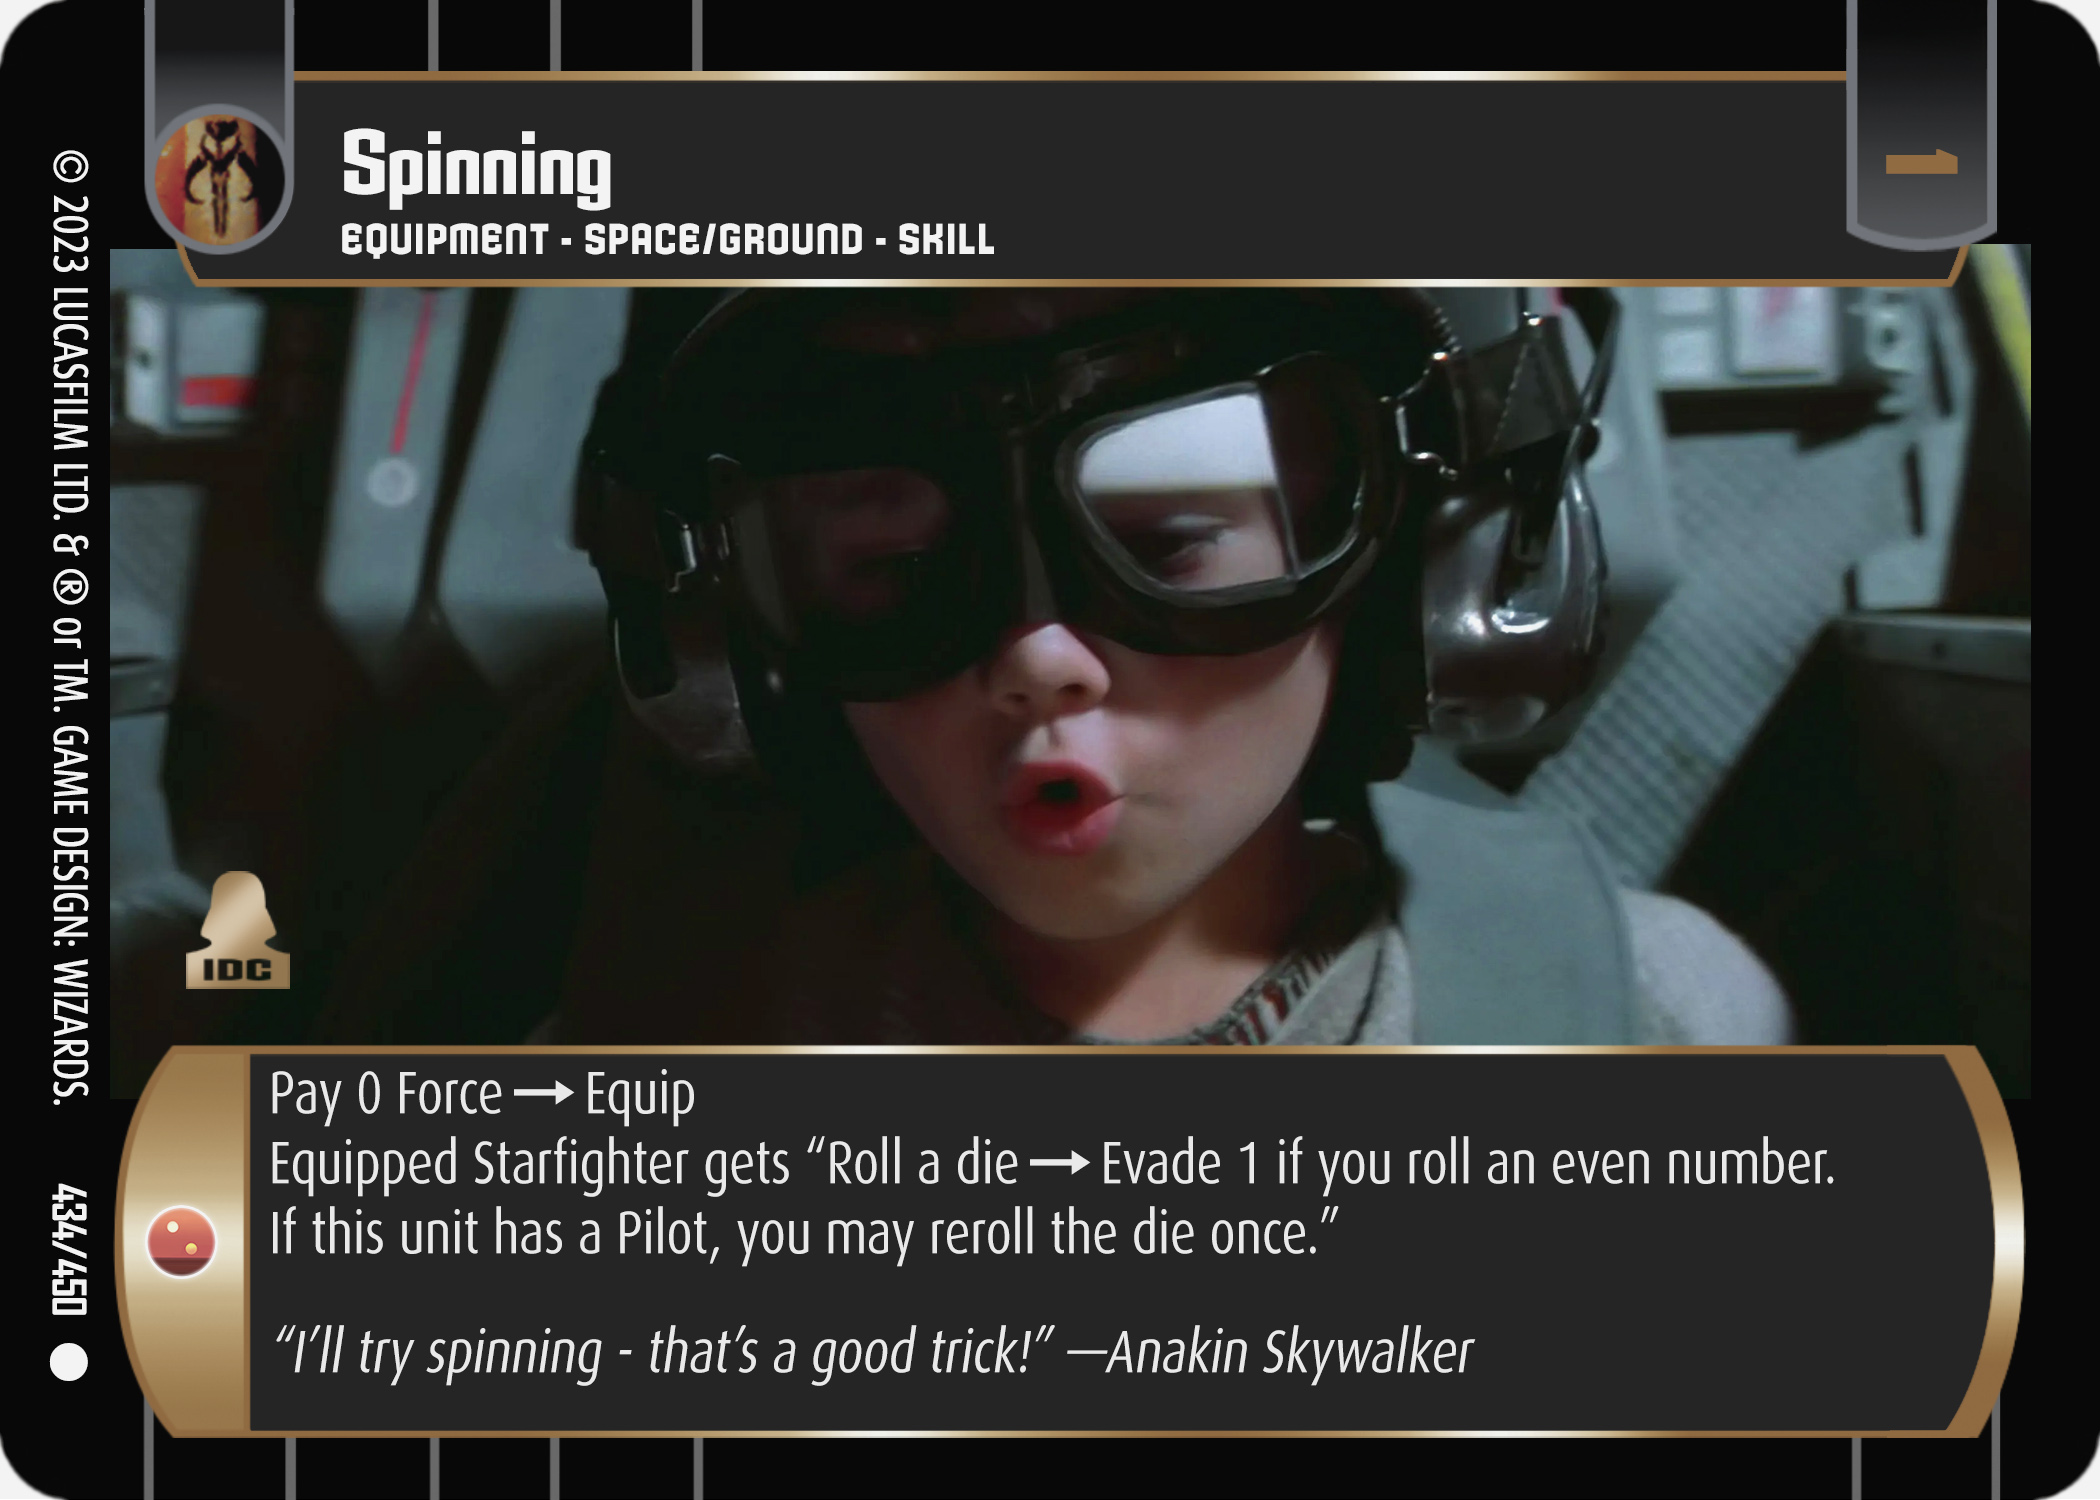 Spinning
EQUIPMENT - SPACE/GROUND - SKILL
1
© 2023 LUCASFILM LTD. & ® or TM. GAME DESIGN: WIZARDS.
434/450
IDC
Pay 0 Force → Equip
Equipped Starfighter gets “Roll a die → Evade 1 if you roll an even number.
If this unit has a Pilot, you may reroll the die once.”
“I’ll try spinning - that’s a good trick!” —Anakin Skywalker